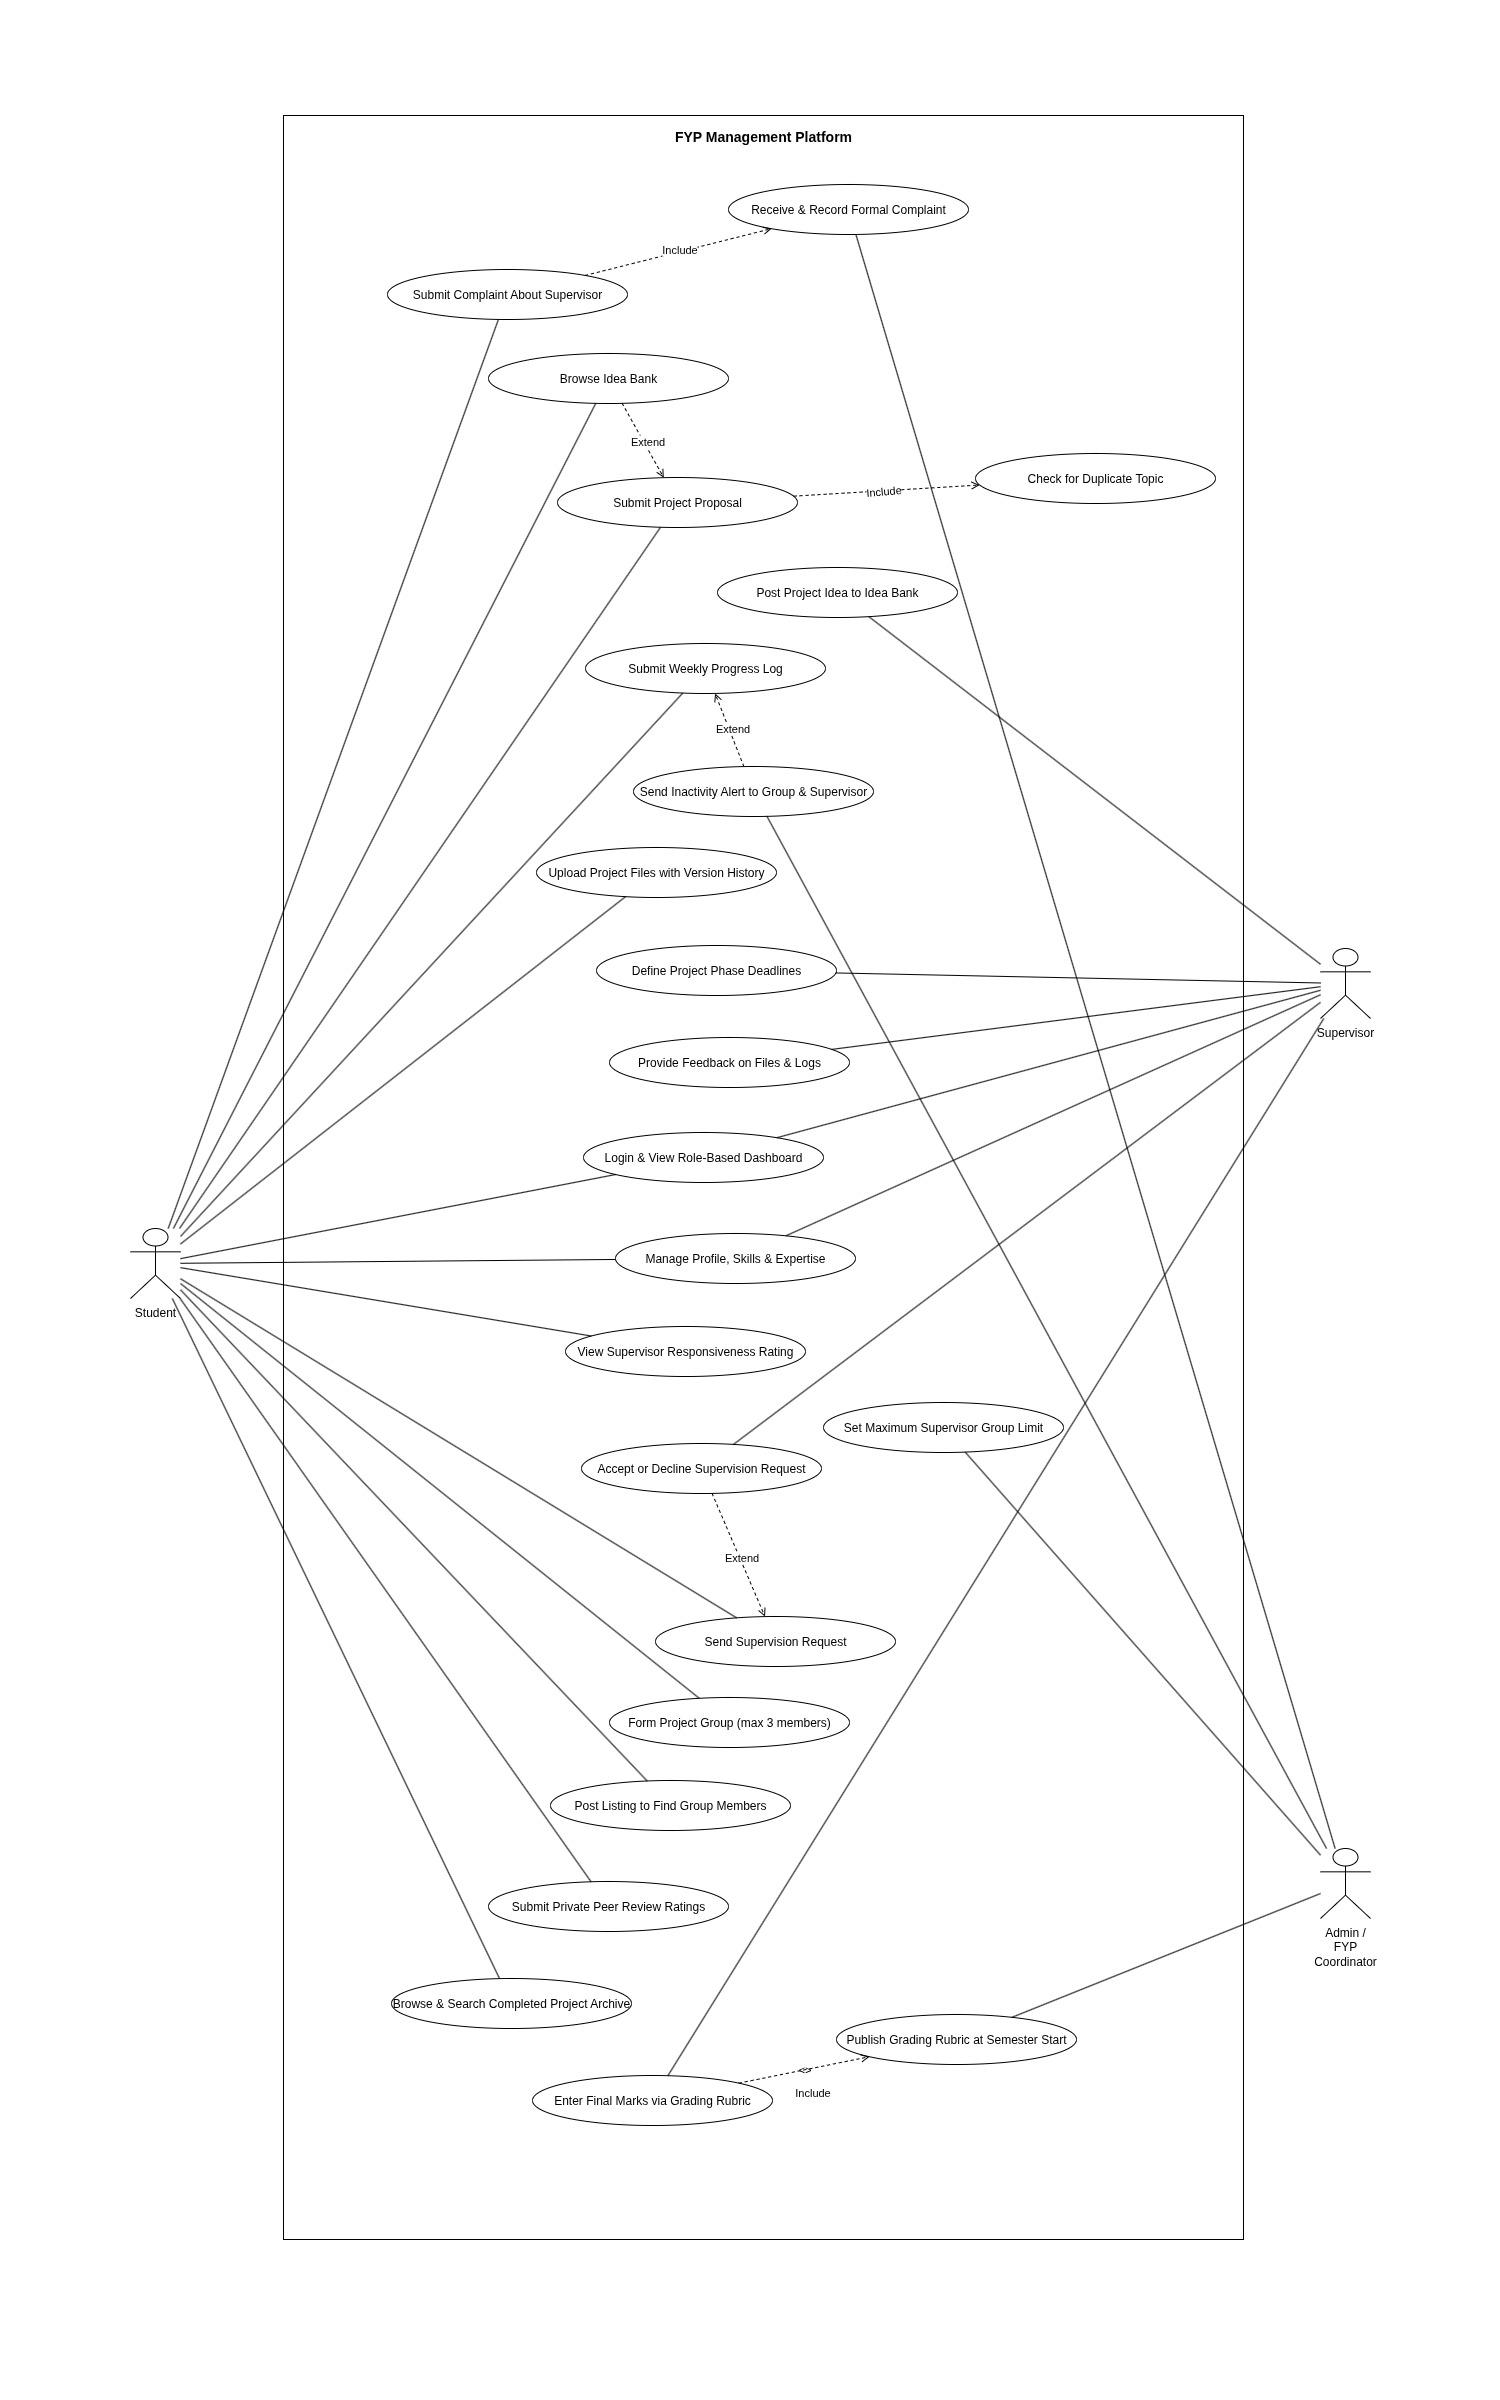 FYP Management Platform
Receive & Record Formal Complaint
Include
Submit Complaint About Supervisor
Browse Idea Bank
Extend
Check for Duplicate Topic
Include
Submit Project Proposal
Post Project Idea to Idea Bank
Submit Weekly Progress Log
Extend
Send Inactivity Alert to Group & Supervisor
Upload Project Files with Version History
Define Project Phase Deadlines
Supervisor
Provide Feedback on Files & Logs
Login & View Role-Based Dashboard
Manage Profile, Skills & Expertise
Student
View Supervisor Responsiveness Rating
Set Maximum Supervisor Group Limit
Accept or Decline Supervision Request
Extend
Send Supervision Request
Form Project Group (max 3 members)
Post Listing to Find Group Members
Submit Private Peer Review Ratings
Admin /
FYP
Coordinator
Browse & Search Completed Project Archive
Publish Grading Rubric at Semester Start
<>
Include
Enter Final Marks via Grading Rubric